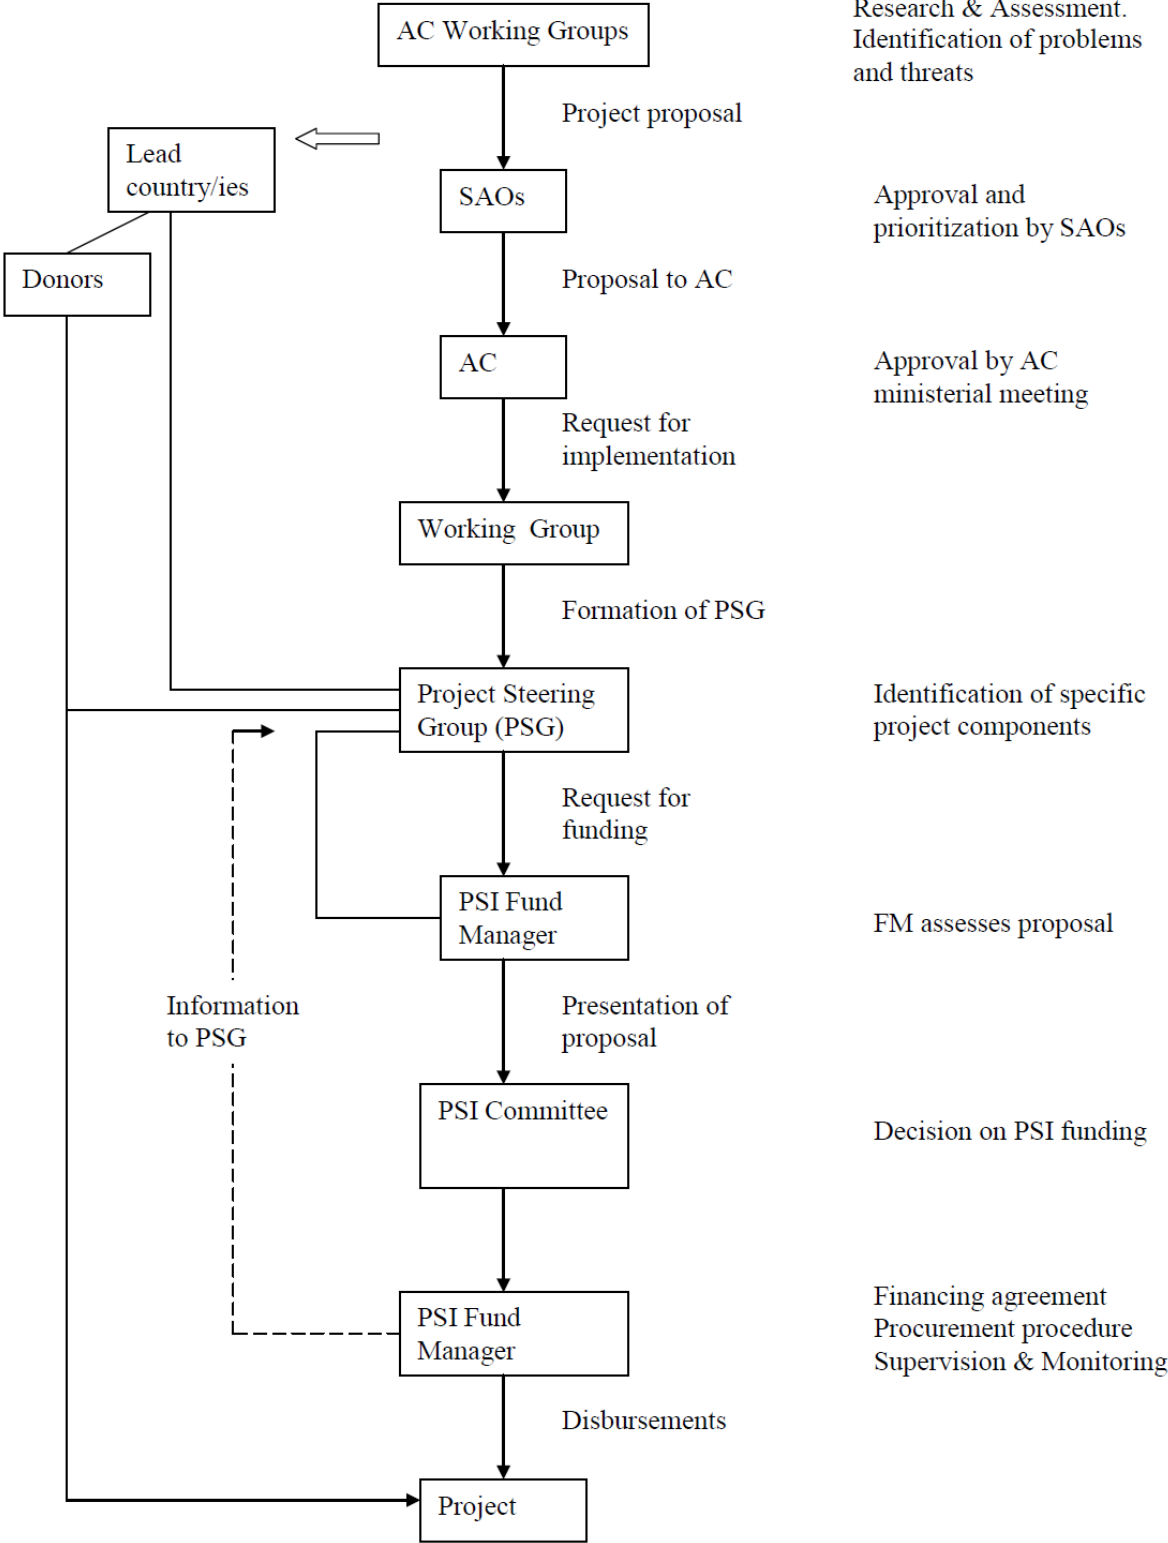 Research & Assessment.
AC Working Groups
Identification of problems
and threats
Project proposal
Lead
country/ies
SAOs
Approval and
prioritization by SAOs
Donors
Proposal to AC
AC
Approval by AC
ministerial meeting
Request for
implementation
Working Group
Formation of PSG
Project Steering
Group (PSG)
Identification of specific
project components
Request for
funding
PSI Fund
Manager
FM assesses proposal
Information
to PSG
Presentation of
proposal
PSI Committee
Decision on PSI funding
PSI Fund
Manager
Financing agreement
Procurement procedure
Supervision & Monitoring
Disbursements
Project